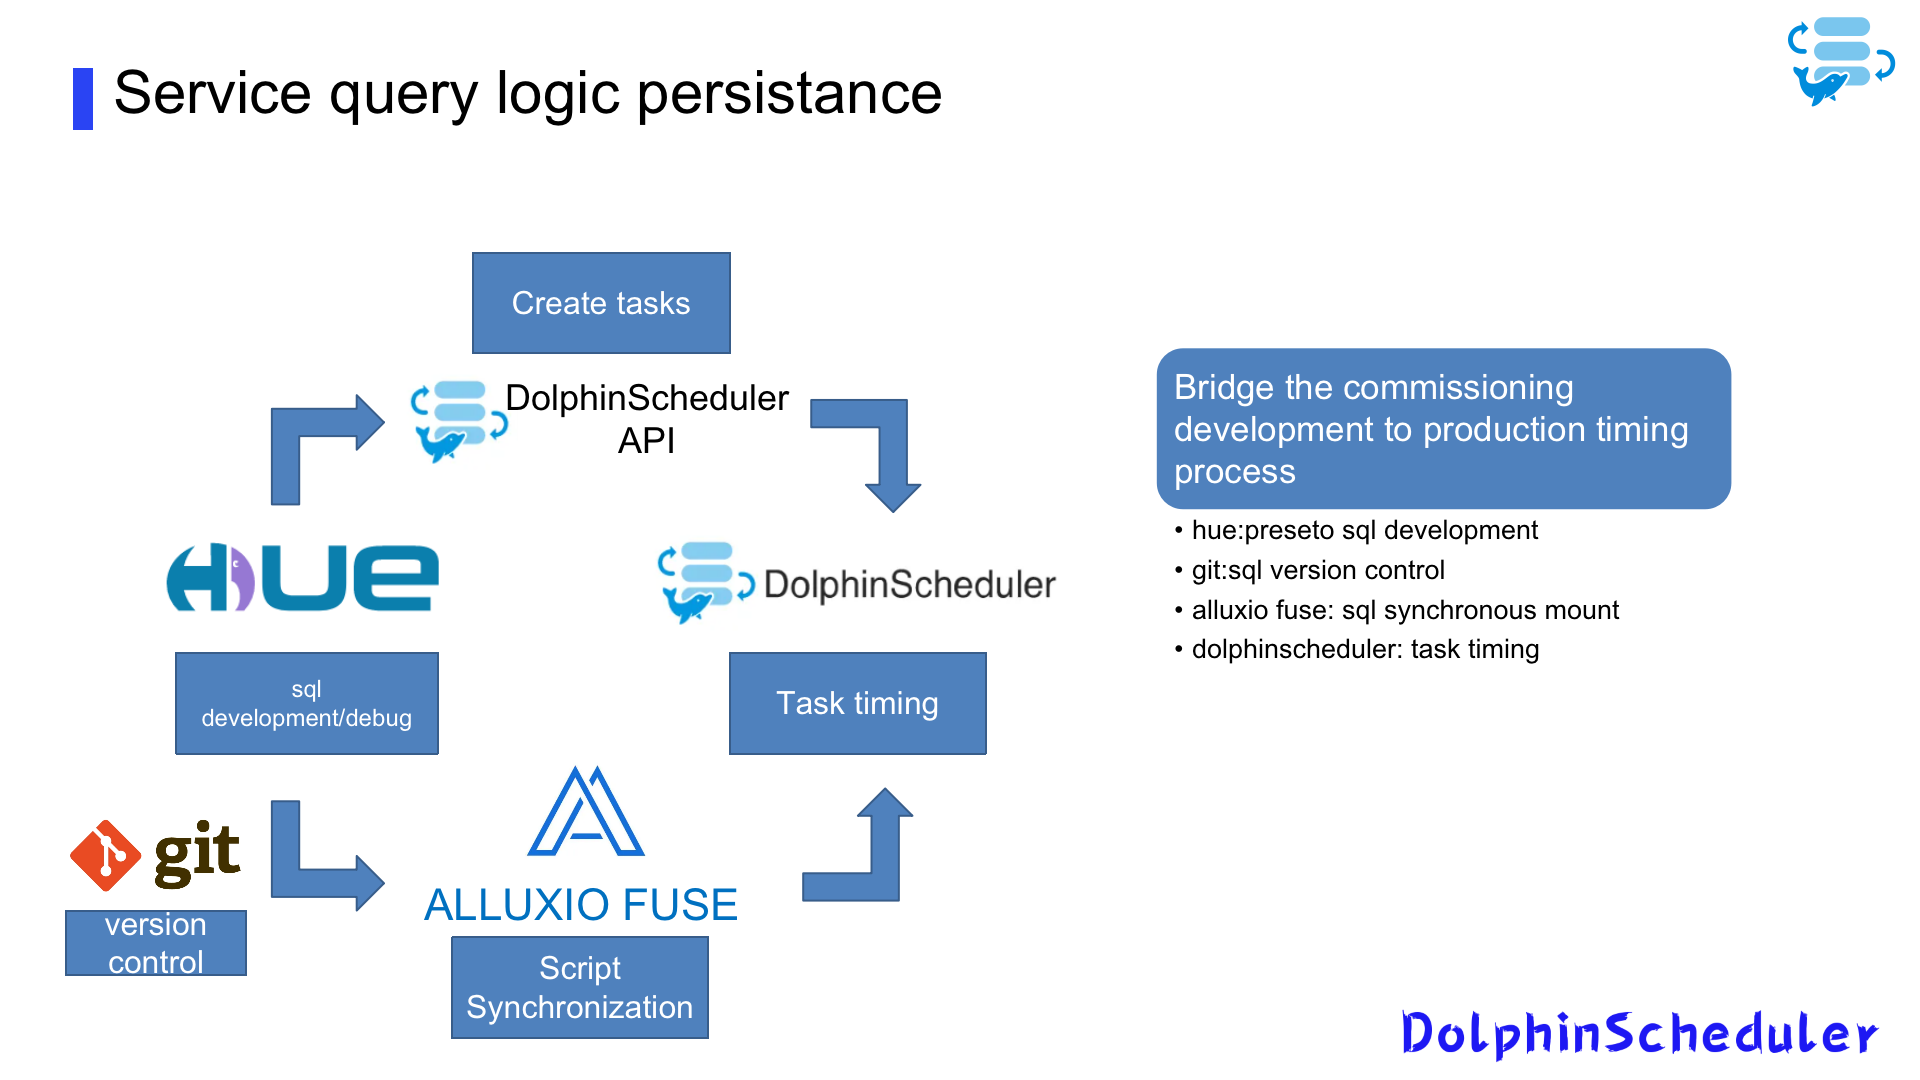 Service query logic persistance
Create tasks
DolphinScheduler
API
HUE
DolphinScheduler
sql
development/debug
Task timing
git
version
control
ALLUXIO FUSE
Script
Synchronization
Bridge the commissioning
development to production timing
process
• hue:preseto sql development
• git:sql version control
• alluxio fuse: sql synchronous mount
• dolphinscheduler: task timing
DolphinScheduler